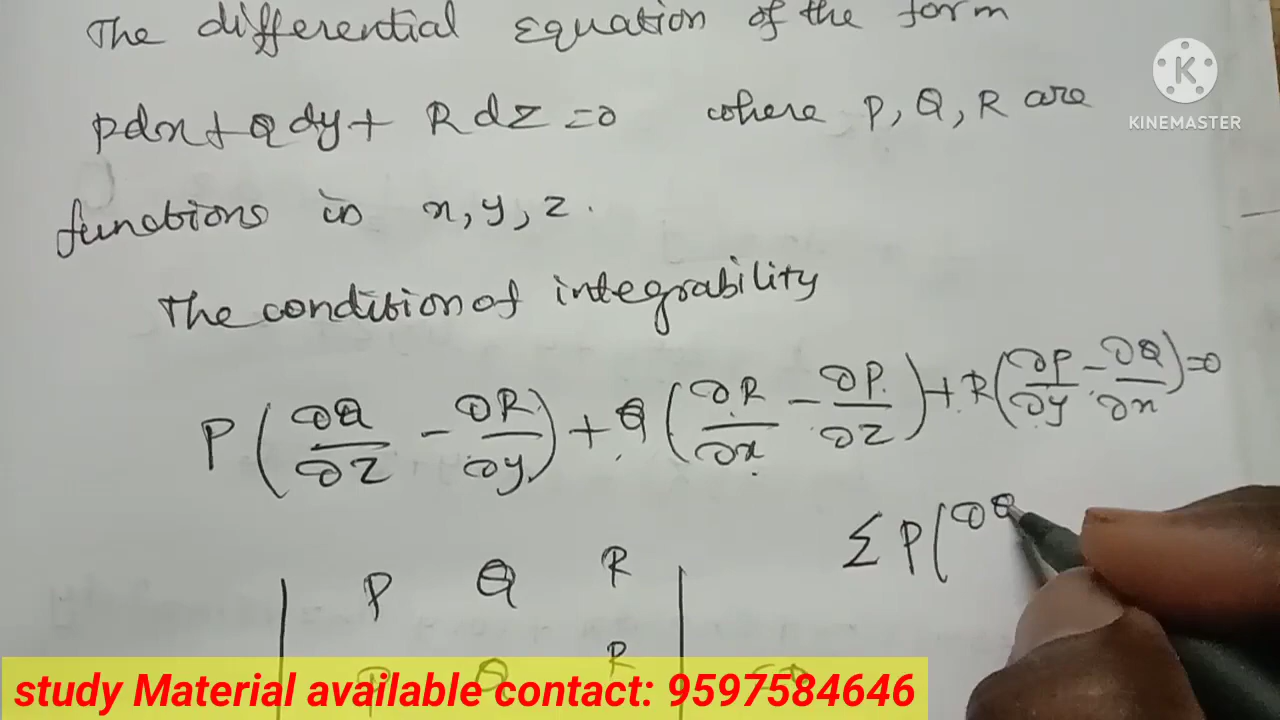 The differential Equation of the form
KINEMASTER
Pdx+Qdy+ Rdz=0 where P, Q, R are
functions in x, y, z.
The condition of integrability
P(∂Q/∂z - ∂R/∂y) + Q(∂R/∂x - ∂P/∂z) + R(∂P/∂y - ∂Q/∂x)=0
Σ P(∂Q
P Q R
P Q R =0
study Material available contact: 9597584646